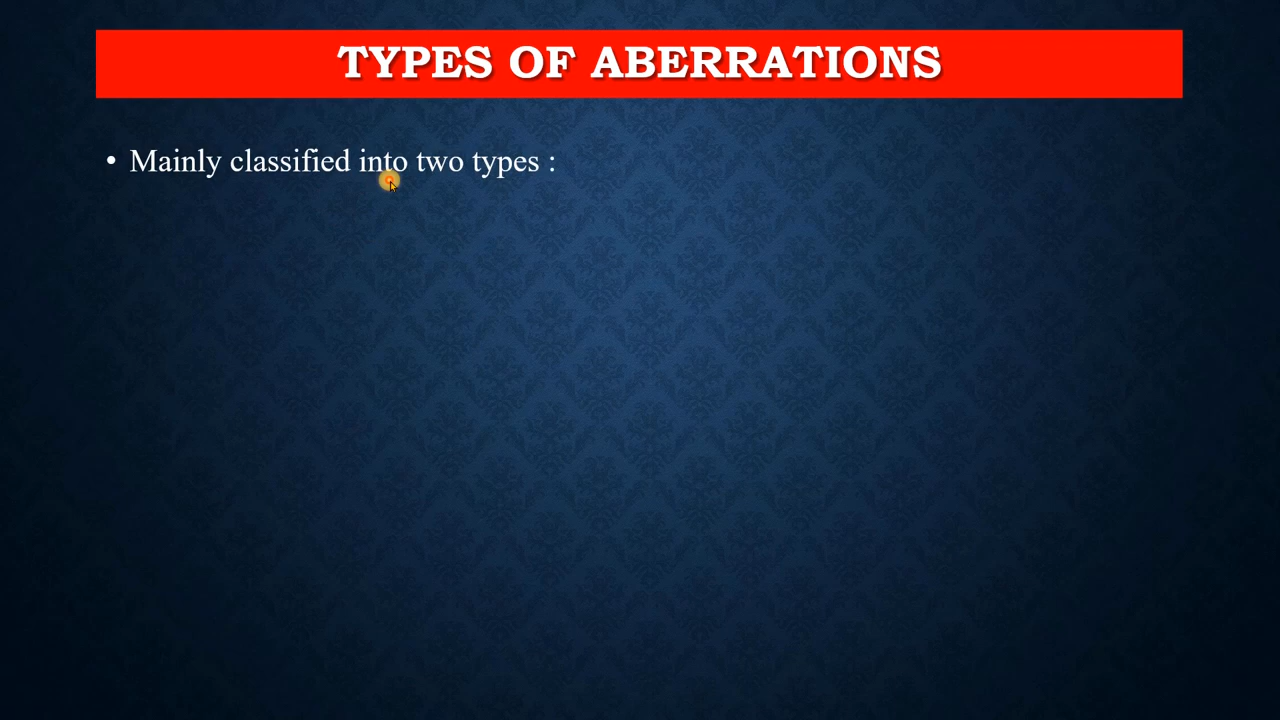 TYPES OF ABERRATIONS
• Mainly classified into two types :